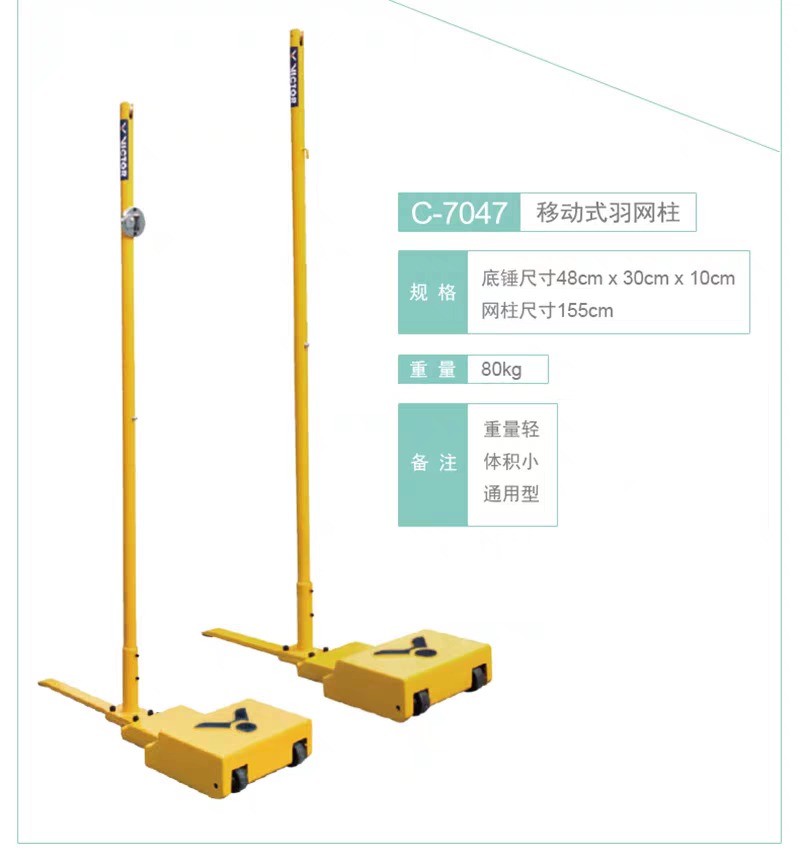 VICTOR
VICTOR
C-7047
移动式羽网柱
规 格
底锤尺寸48cm x 30cm x 10cm
网柱尺寸155cm
重 量
80kg
备 注
重量轻
体积小
通用型